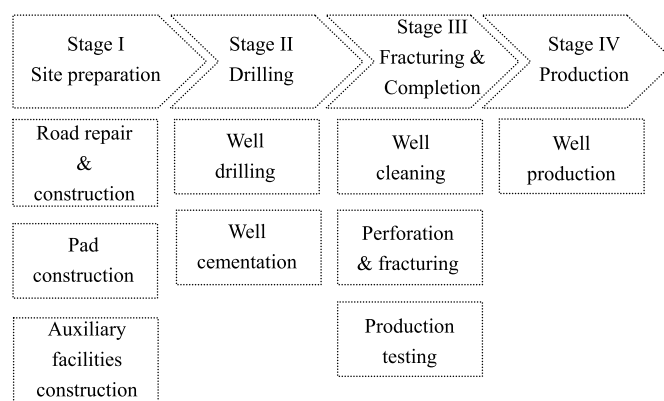 Stage I
Site preparation
Stage II
Drilling
Stage III
Fracturing &
Completion
Stage IV
Production
Road repair
&
construction
Pad
construction
Auxiliary
facilities
construction
Well
drilling
Well
cementation
Well
cleaning
Perforation
& fracturing
Production
testing
Well
production